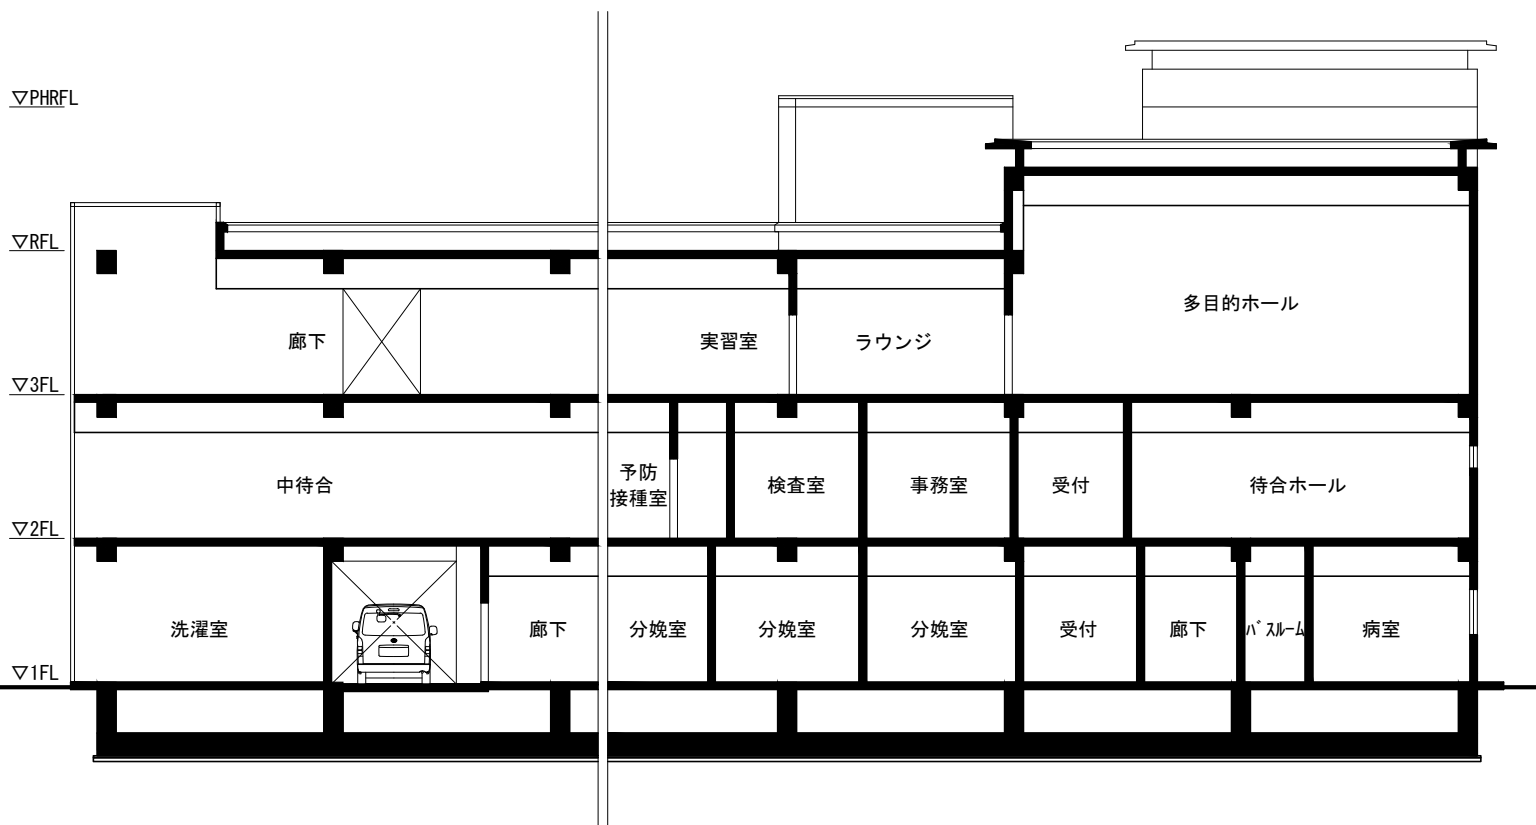 ▽PHRFL
▽RFL
多目的ホール
廊下
実習室
ラウンジ
▽3FL
中待合
予防
接種室
検査室
事務室
受付
待合ホール
▽2FL
洗濯室
廊下
分娩室
分娩室
分娩室
受付
廊下
ﾊﾞｽﾙｰﾑ
病室
▽1FL